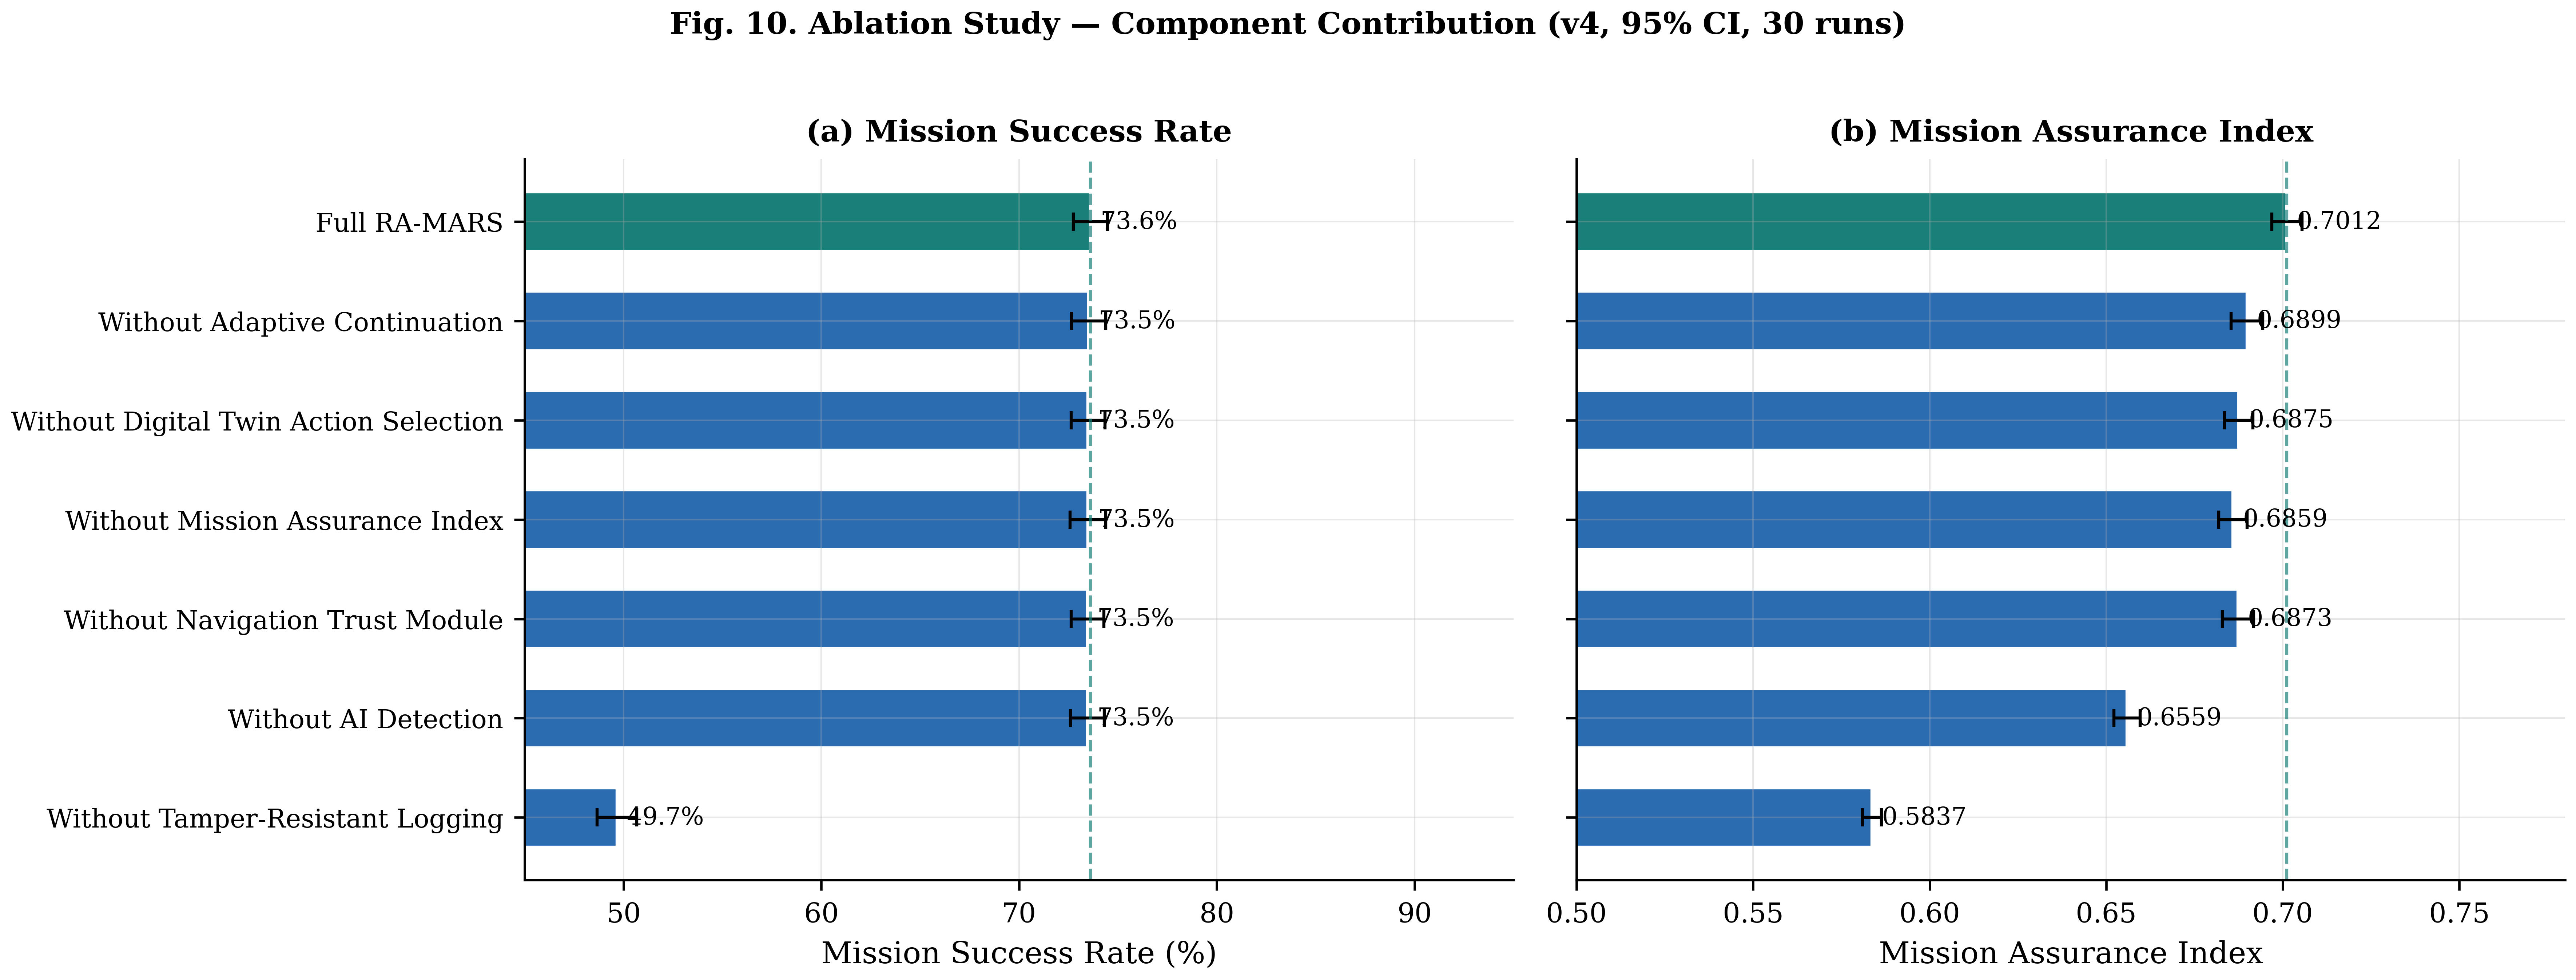 Fig. 10. Ablation Study — Component Contribution (v4, 95% CI, 30 runs)
(a) Mission Success Rate
Full RA-MARS
73.6%
Without Adaptive Continuation
73.5%
Without Digital Twin Action Selection
73.5%
Without Mission Assurance Index
73.5%
Without Navigation Trust Module
73.5%
Without AI Detection
73.5%
Without Tamper-Resistant Logging
49.7%
50 60 70 80 90
Mission Success Rate (%)
(b) Mission Assurance Index
0.7012
0.6899
0.6875
0.6859
0.6873
0.6559
0.5837
0.50 0.55 0.60 0.65 0.70 0.75
Mission Assurance Index